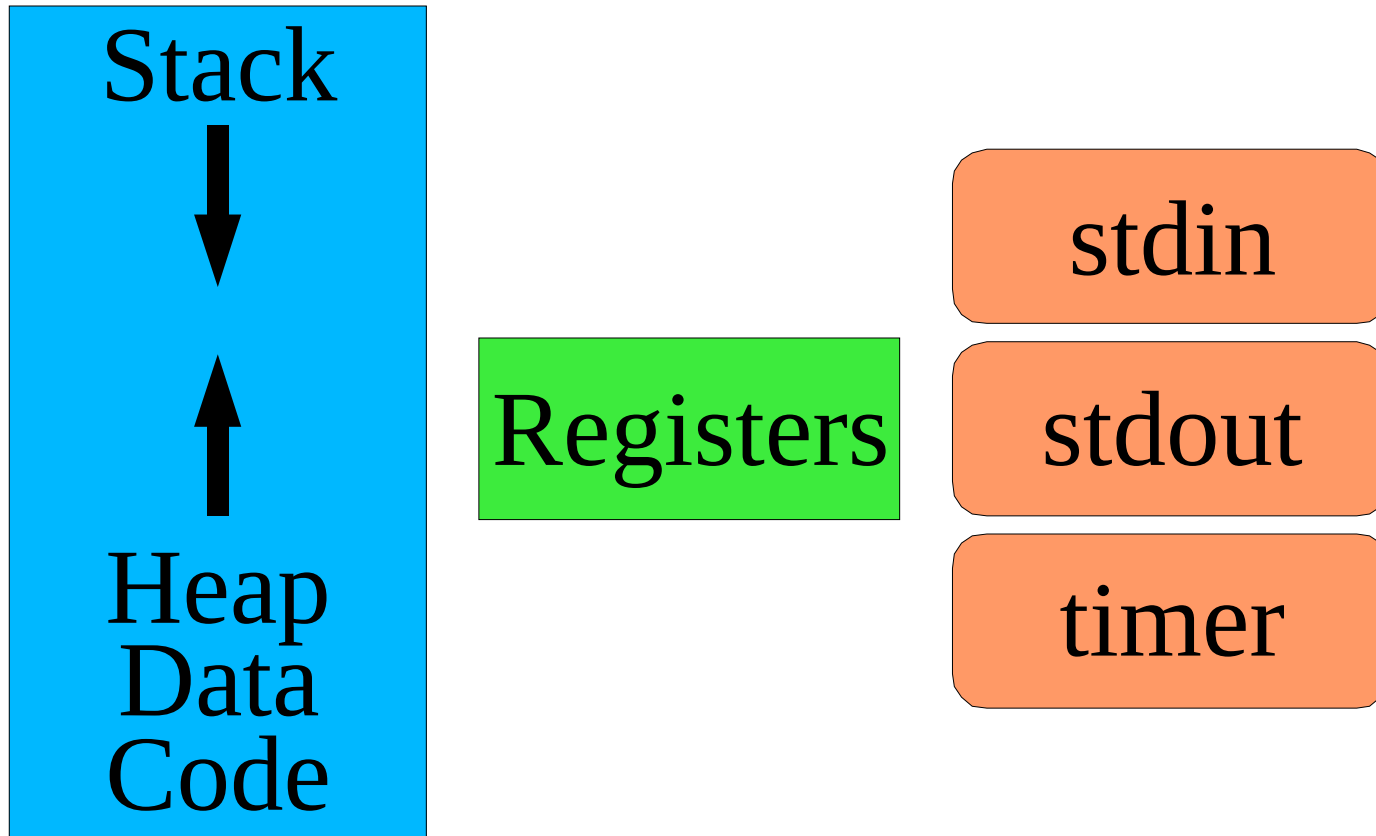 Stack
Heap
Data
Code
Registers
stdin
stdout
timer